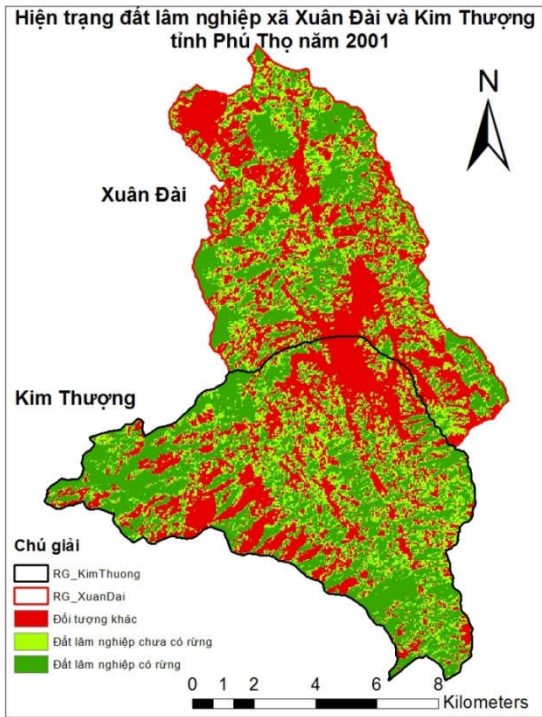 Hiện trạng đất lâm nghiệp xã Xuân Đài và Kim Thượng
tỉnh Phú Thọ năm 2001
N
Xuân Đài
Kim Thượng
Chú giải
RG_KimThuong
RG_XuanDai
Đối tượng khác
Đất lâm nghiệp chưa có rừng
Đất lâm nghiệp có rừng
0 1 2 4 6 8
Kilometers